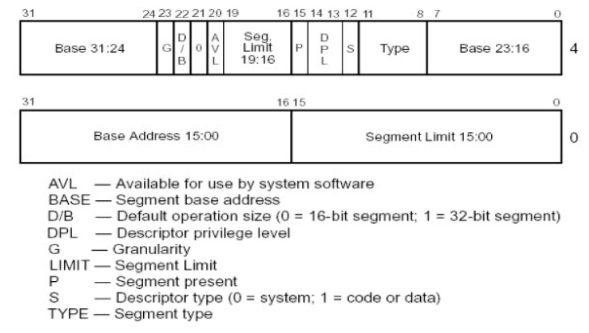 31 24 23 22 21 20 19 16 15 14 13 12 11 8 7 0
Base 31:24 G D/B 0 AVL Seg. Limit 19:16 P DPL S Type Base 23:16 4
31 16 15 0
Base Address 15:00 Segment Limit 15:00 0
AVL — Available for use by system software
BASE — Segment base address
D/B — Default operation size (0 = 16-bit segment; 1 = 32-bit segment)
DPL — Descriptor privilege level
G — Granularity
LIMIT — Segment Limit
P — Segment present
S — Descriptor type (0 = system; 1 = code or data)
TYPE — Segment type